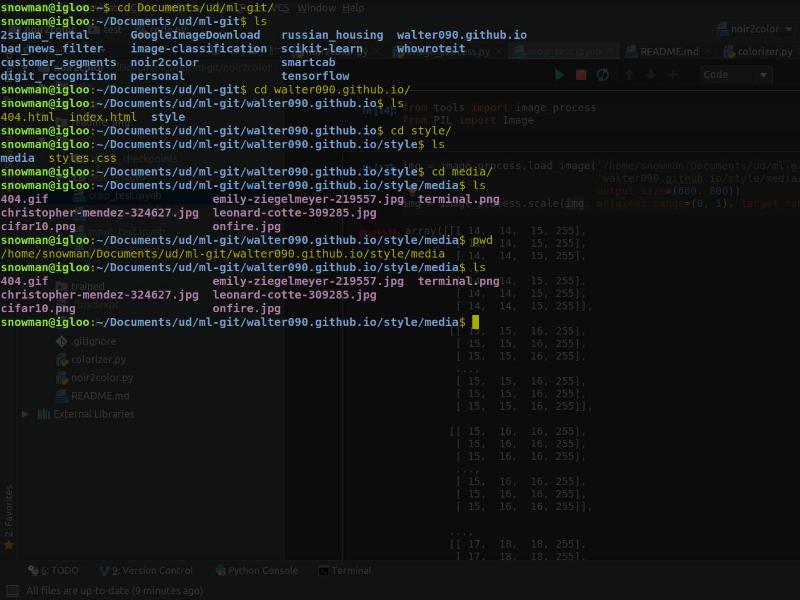 snowman@igloo:~$ cd Documents/ud/ml-git/
snowman@igloo:~/Documents/ud/ml-git$ ls
2sigma_rental GoogleImageDownload russian_housing walter090.github.io
bad_news_filter image-classification scikit-learn whowroteit
customer_segments noir2color smartcab
digit_recognition personal tensorflow
snowman@igloo:~/Documents/ud/ml-git$ cd walter090.github.io/
snowman@igloo:~/Documents/ud/ml-git/walter090.github.io$ ls
404.html index.html style
snowman@igloo:~/Documents/ud/ml-git/walter090.github.io$ cd style/
snowman@igloo:~/Documents/ud/ml-git/walter090.github.io/style$ ls
media styles.css
snowman@igloo:~/Documents/ud/ml-git/walter090.github.io/style$ cd media/
snowman@igloo:~/Documents/ud/ml-git/walter090.github.io/style/media$ ls
404.gif emily-ziegelmeyer-219557.jpg terminal.png
christopher-mendez-324627.jpg leonard-cotte-309285.jpg
cifar10.png onfire.jpg
snowman@igloo:~/Documents/ud/ml-git/walter090.github.io/style/media$ pwd
/home/snowman/Documents/ud/ml-git/walter090.github.io/style/media
snowman@igloo:~/Documents/ud/ml-git/walter090.github.io/style/media$ ls
404.gif emily-ziegelmeyer-219557.jpg terminal.png
christopher-mendez-324627.jpg leonard-cotte-309285.jpg
cifar10.png onfire.jpg
snowman@igloo:~/Documents/ud/ml-git/walter090.github.io/style/media$
VCS Window Help
noir2color
README.md colorizer.py
Code
from tools import image_process
from PIL import Image
img = image_process.load_image('/home/snowman/Documents/ud/ml-gi
'walter090.github.io/style/media
output_size=(600, 800))
img = image_process.scale(img, original_range=(0, 1), target_ran
array([[[ 14, 14, 15, 255],
[ 14, 14, 15, 255],
[ 14, 14, 15, 255],
...,
[ 14, 14, 15, 255],
[ 14, 14, 15, 255],
[ 14, 14, 15, 255]],
[[ 15, 15, 16, 255],
[ 15, 15, 16, 255],
[ 15, 15, 16, 255],
...,
[ 15, 15, 16, 255],
[ 15, 15, 16, 255],
[ 15, 15, 16, 255]],
[[ 15, 16, 16, 255],
[ 15, 16, 16, 255],
[ 15, 16, 16, 255],
...,
[ 15, 16, 16, 255],
[ 15, 16, 16, 255],
[ 15, 16, 16, 255]],
...,
[[ 17, 18, 18, 255],
[ 17, 18, 18, 255],
crop_test.ipynb
trained
.gitignore
colorizer.py
noir2color.py
README.md
External Libraries
2: Favorites
6: TODO 9: Version Control Python Console Terminal
All files are up-to-date (9 minutes ago)